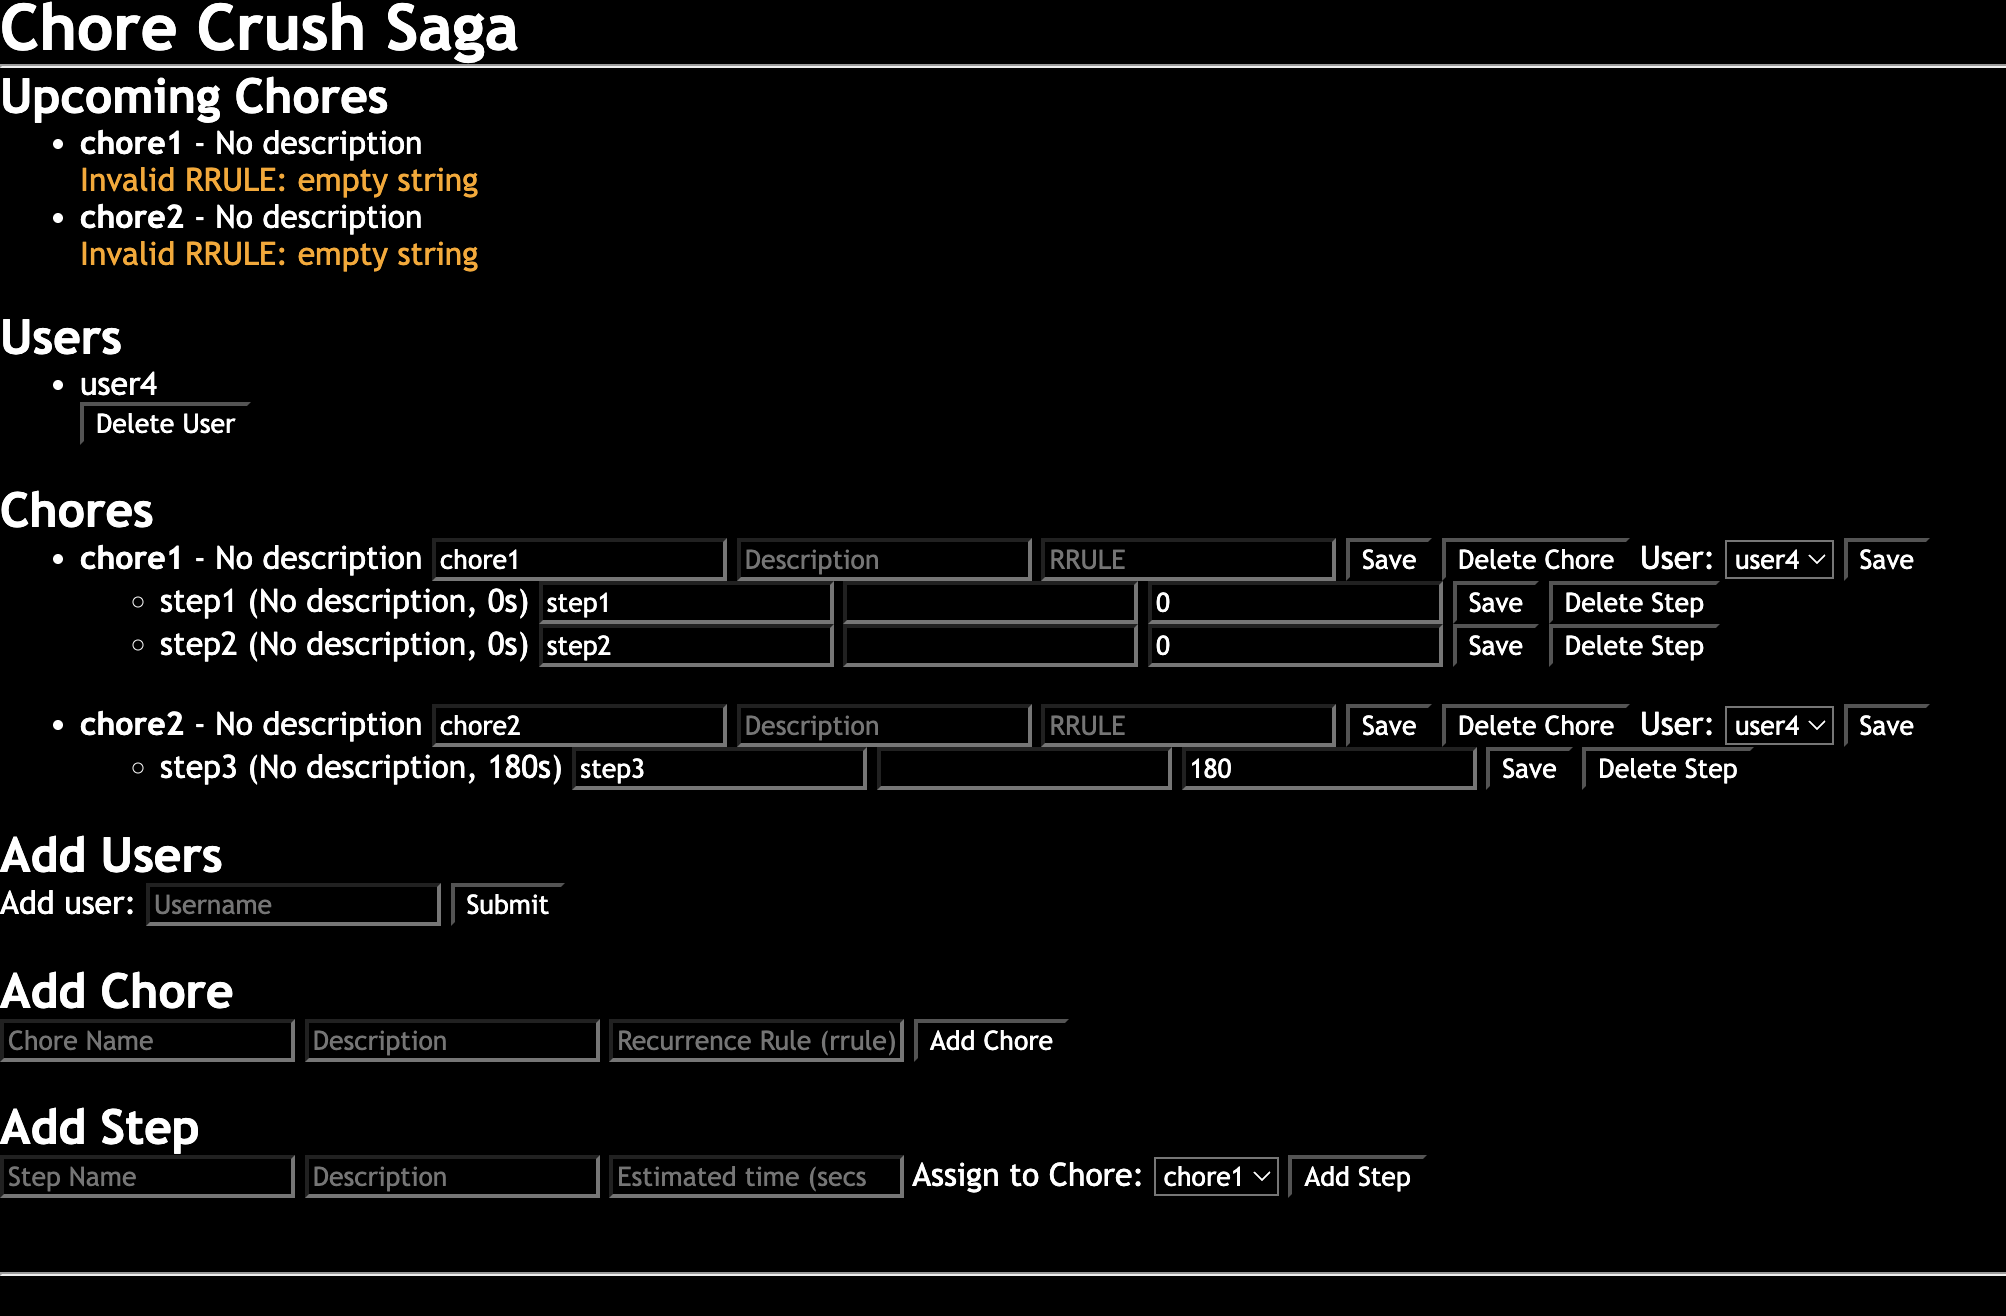 Chore Crush Saga
Upcoming Chores
chore1 - No description
Invalid RRULE: empty string
chore2 - No description
Invalid RRULE: empty string
Users
user4
Delete User
Chores
chore1 - No description chore1 Description RRULE Save Delete Chore User: user4 Save
step1 (No description, 0s) step1 0 Save Delete Step
step2 (No description, 0s) step2 0 Save Delete Step
chore2 - No description chore2 Description RRULE Save Delete Chore User: user4 Save
step3 (No description, 180s) step3 180 Save Delete Step
Add Users
Add user: Username Submit
Add Chore
Chore Name Description Recurrence Rule (rrule) Add Chore
Add Step
Step Name Description Estimated time (secs Assign to Chore: chore1 Add Step